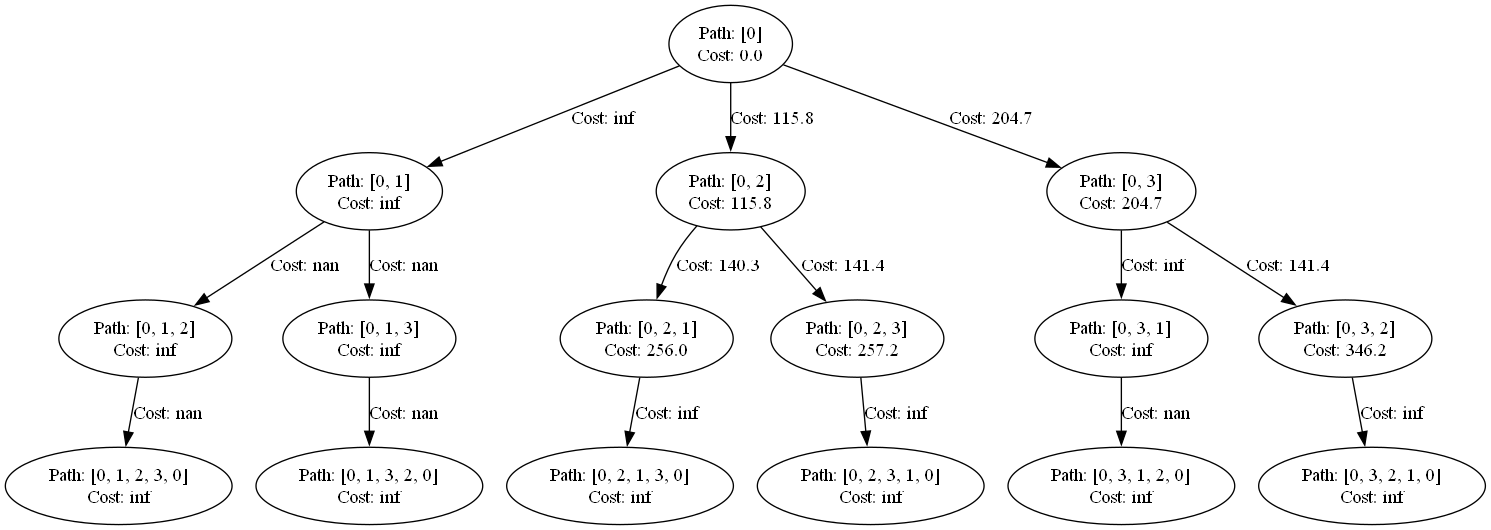 Path: [0]
Cost: 0.0
Cost: inf
Cost: 115.8
Cost: 204.7
Path: [0, 1]
Cost: inf
Path: [0, 2]
Cost: 115.8
Path: [0, 3]
Cost: 204.7
Cost: nan
Cost: nan
Cost: 140.3
Cost: 141.4
Cost: inf
Cost: 141.4
Path: [0, 1, 2]
Cost: inf
Path: [0, 1, 3]
Cost: inf
Path: [0, 2, 1]
Cost: 256.0
Path: [0, 2, 3]
Cost: 257.2
Path: [0, 3, 1]
Cost: inf
Path: [0, 3, 2]
Cost: 346.2
Cost: nan
Cost: nan
Cost: inf
Cost: inf
Cost: nan
Cost: inf
Path: [0, 1, 2, 3, 0]
Cost: inf
Path: [0, 1, 3, 2, 0]
Cost: inf
Path: [0, 2, 1, 3, 0]
Cost: inf
Path: [0, 2, 3, 1, 0]
Cost: inf
Path: [0, 3, 1, 2, 0]
Cost: inf
Path: [0, 3, 2, 1, 0]
Cost: inf